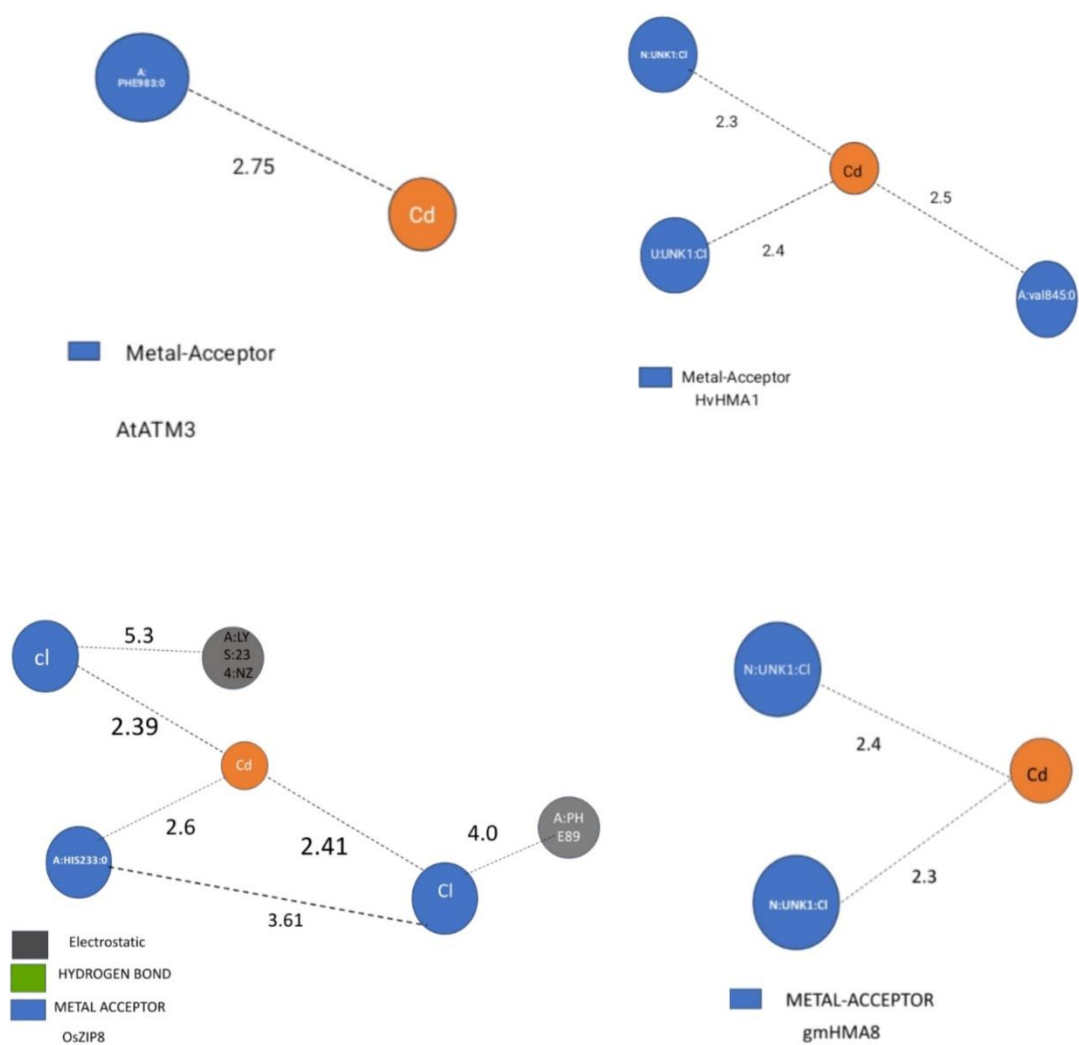 A:
PHE983:0
2.75
Cd
Metal-Acceptor
AtATM3
N:UNK1:Cl
2.3
Cd
2.5
U:UNK1:Cl
2.4
A:val845:0
Metal-Acceptor
HvHMA1
cl
5.3
A:LY
S:23
4:NZ
2.39
Cd
2.6
2.41
A:HIS233:0
4.0
A:PH
E89
Cl
3.61
Electrostatic
HYDROGEN BOND
METAL ACCEPTOR
OsZIP8
N:UNK1:Cl
2.4
Cd
2.3
N:UNK1:Cl
METAL-ACCEPTOR
gmHMA8